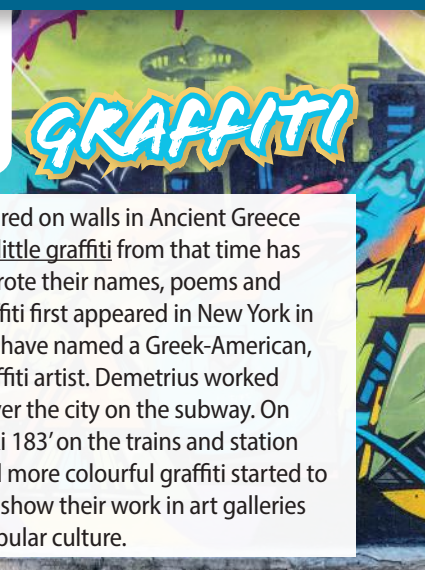 GRAFFITI
red on walls in Ancient Greece
little graffiti from that time has
rote their names, poems and
fiti first appeared in New York in
have named a Greek-American,
ffiti artist. Demetrius worked
er the city on the subway. On
i 183’ on the trains and station
more colourful graffiti started to
show their work in art galleries
pular culture.